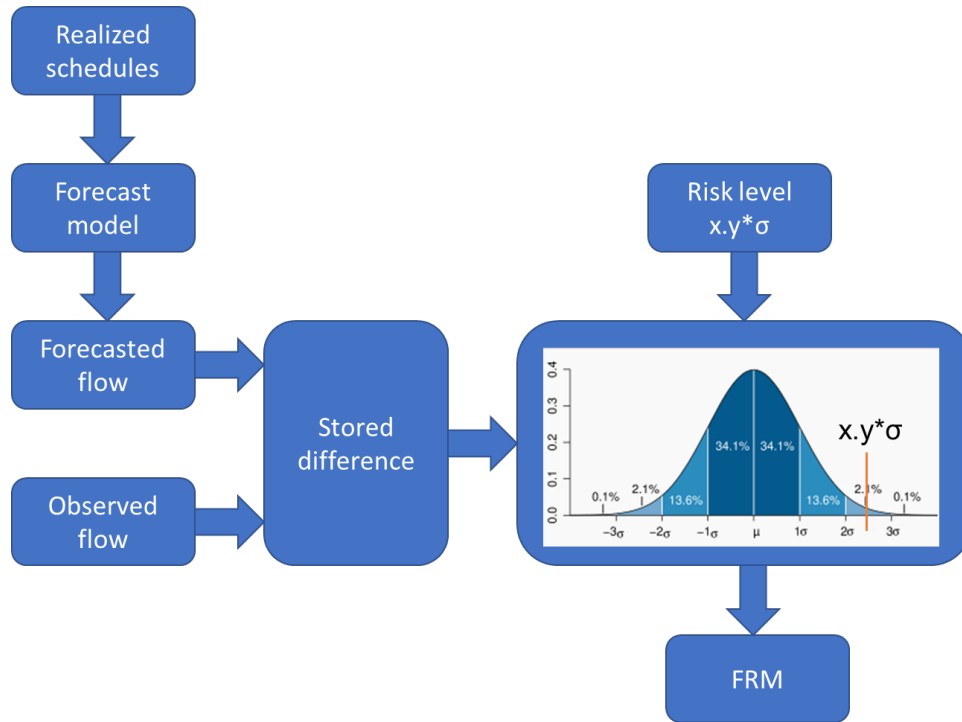 Realized
schedules
Forecast
model
Risk level
x.y*σ
Forecasted
flow
Observed
flow
Stored
difference
0.4
0.3
0.2
0.1
0.0
x.y*σ
34.1% 34.1%
0.1% 2.1% 13.6% 13.6% 2.1% 0.1%
−3σ −2σ −1σ μ 1σ 2σ 3σ
FRM